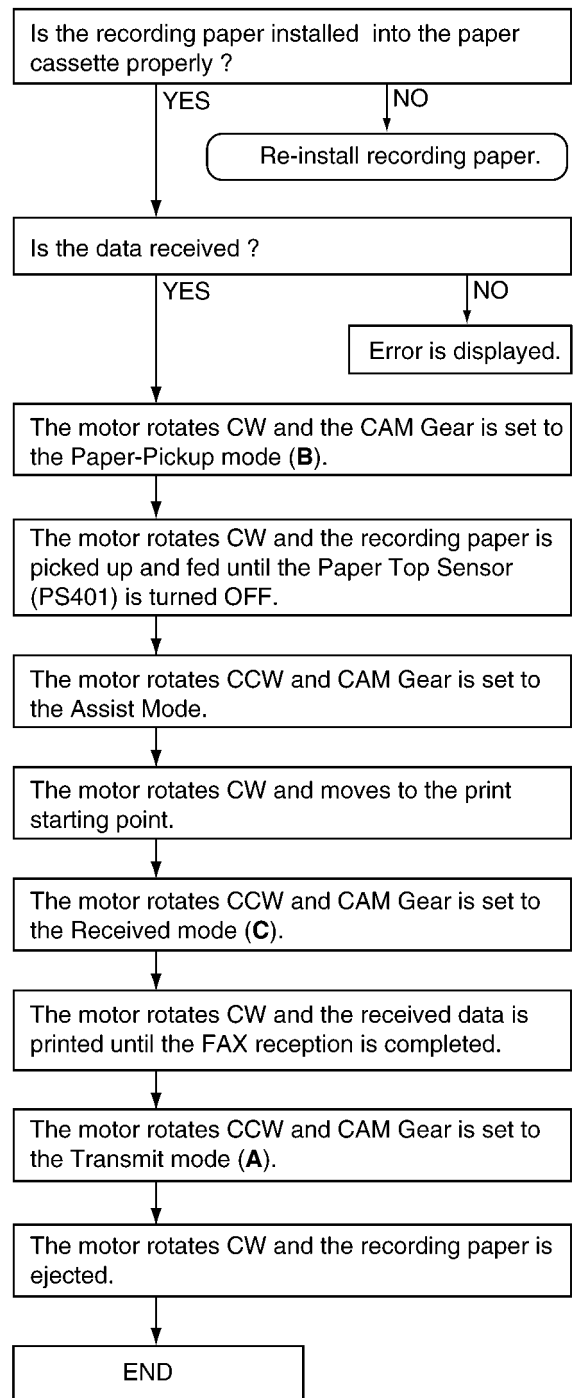 Is the recording paper installed into the paper
cassette properly ?
YES
NO
Re-install recording paper.
Is the data received ?
YES
NO
Error is displayed.
The motor rotates CW and the CAM Gear is set to
the Paper-Pickup mode (B).
The motor rotates CW and the recording paper is
picked up and fed until the Paper Top Sensor
(PS401) is turned OFF.
The motor rotates CCW and CAM Gear is set to
the Assist Mode.
The motor rotates CW and moves to the print
starting point.
The motor rotates CCW and CAM Gear is set to
the Received mode (C).
The motor rotates CW and the received data is
printed until the FAX reception is completed.
The motor rotates CCW and CAM Gear is set to
the Transmit mode (A).
The motor rotates CW and the recording paper is
ejected.
END